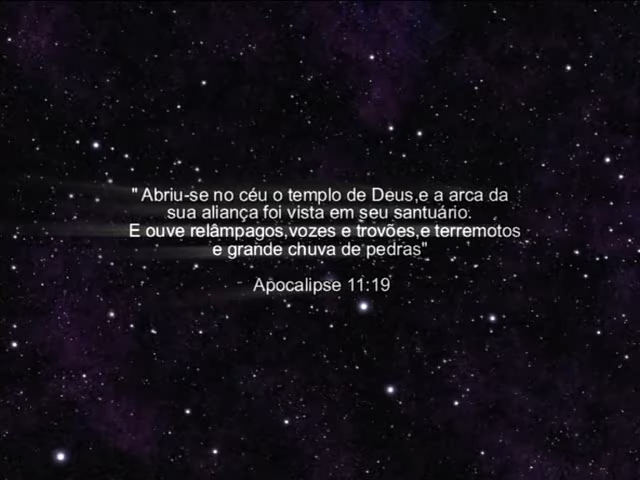 " Abriu-se no céu o templo de Deus,e a arca da
sua aliança foi vista em seu santuário.
E ouve relâmpagos,vozes e trovões,e terremotos
e grande chuva de pedras"
Apocalipse 11:19